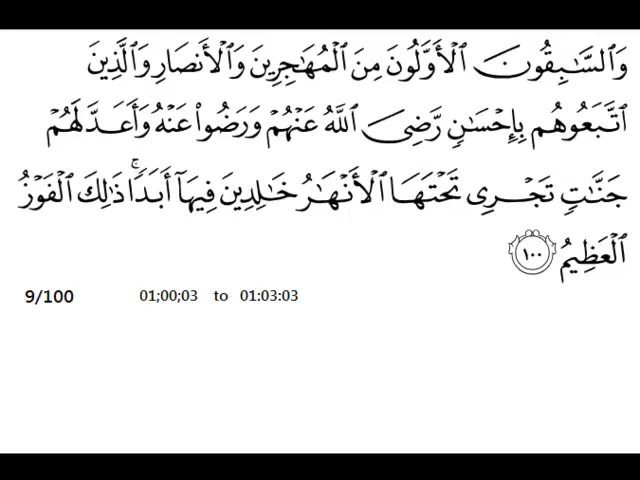 وَٱلسَّٰبِقُونَ ٱلْأَوَّلُونَ مِنَ ٱلْمُهَٰجِرِينَ وَٱلْأَنصَارِ وَٱلَّذِينَ
ٱتَّبَعُوهُم بِإِحْسَٰنٍ رَّضِىَ ٱللَّهُ عَنْهُمْ وَرَضُوا۟ عَنْهُ وَأَعَدَّ لَهُمْ
جَنَّٰتٍ تَجْرِى تَحْتَهَا ٱلْأَنْهَٰرُ خَٰلِدِينَ فِيهَآ أَبَدًا ۚ ذَٰلِكَ ٱلْفَوْزُ
ٱلْعَظِيمُ ١٠٠
9/100 01;00;03 to 01:03:03